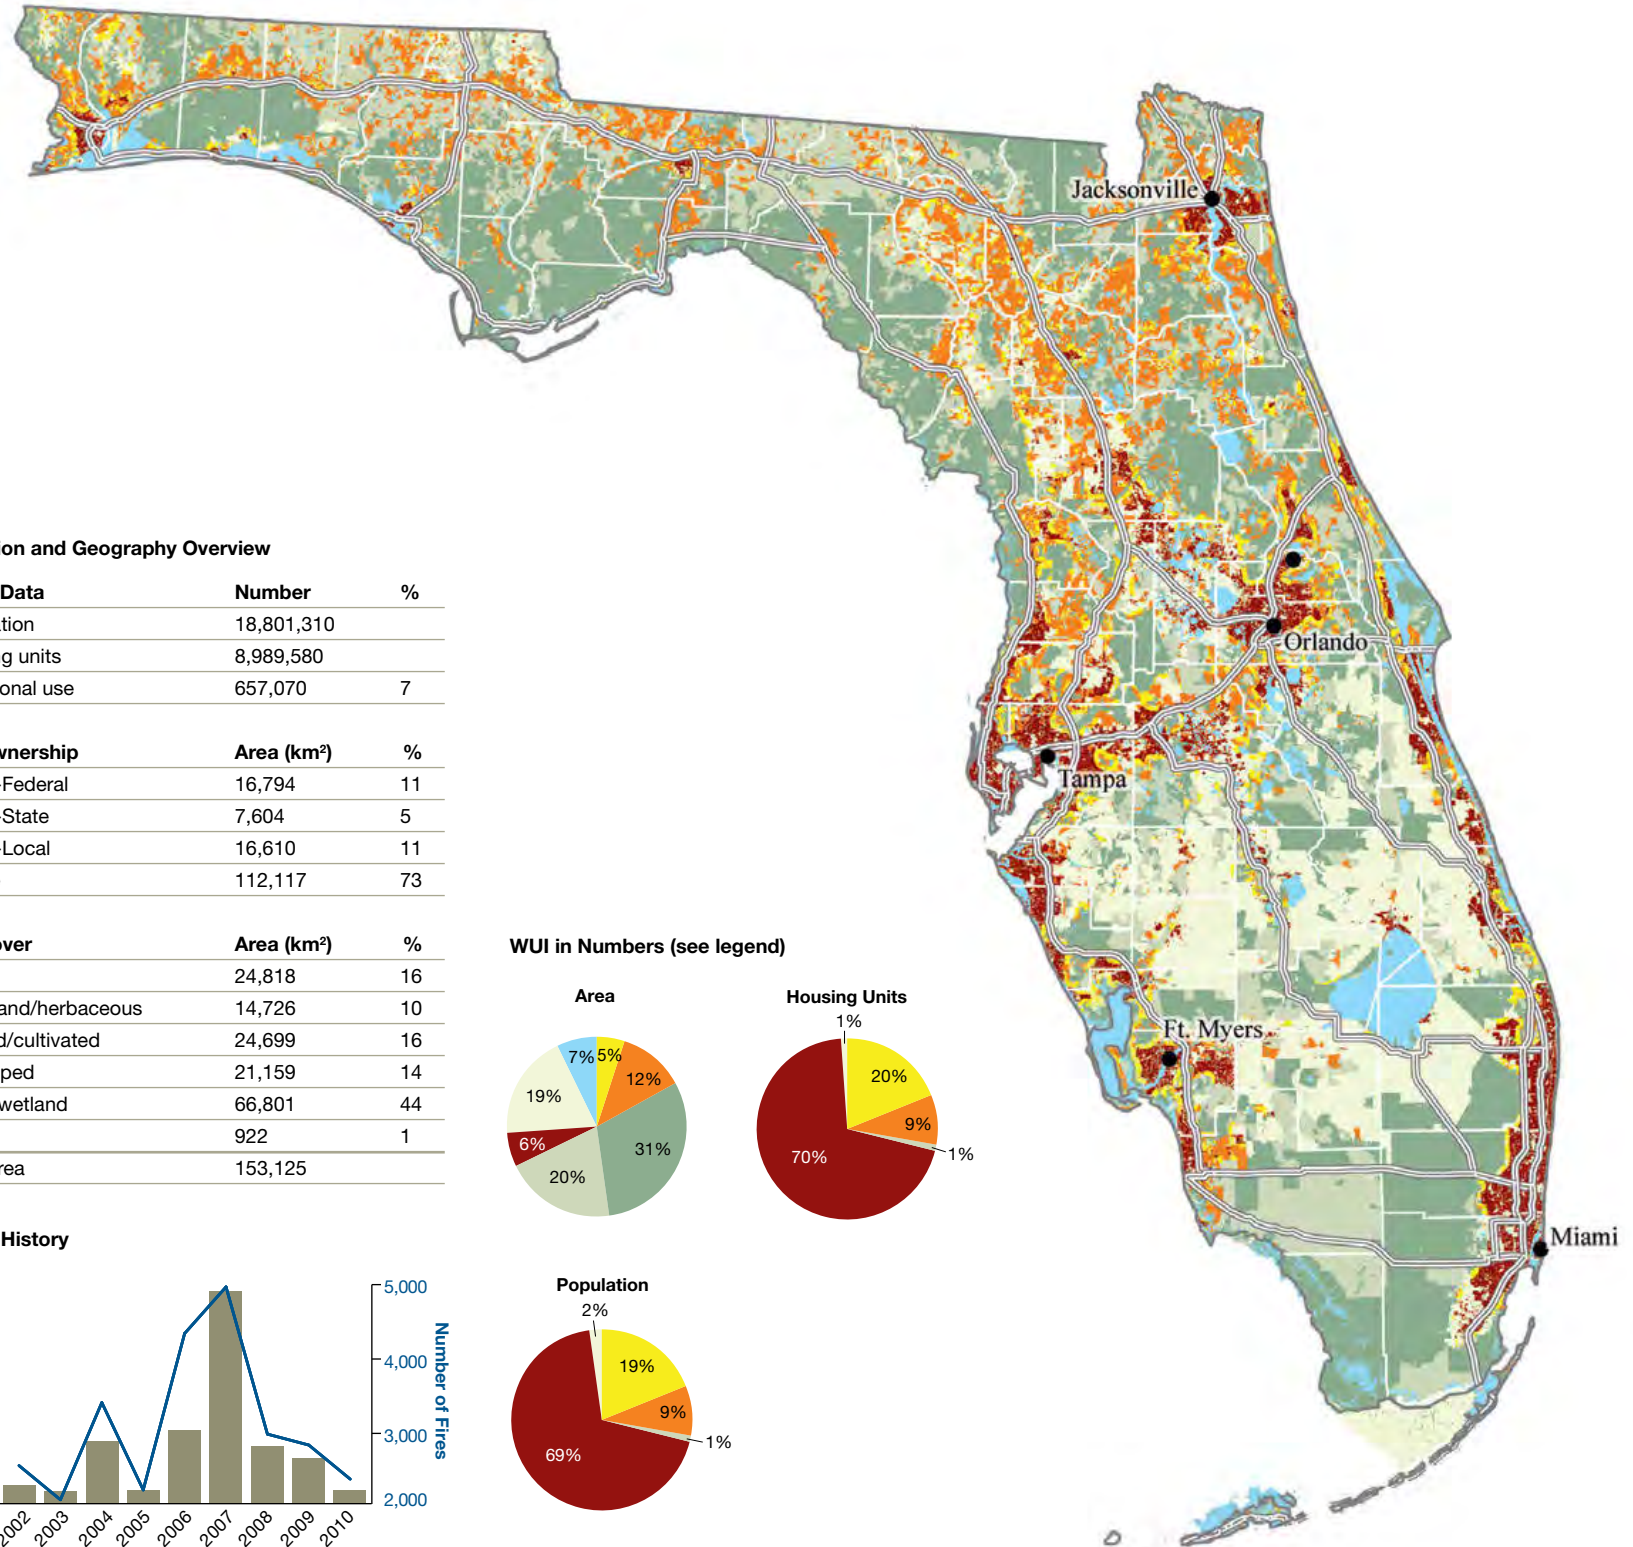 Jacksonville
Orlando
Tampa
Ft. Myers
Miami
ion and Geography Overview
Data Number %
tion 18,801,310
g units 8,989,580
onal use 657,070 7
wnership Area (km²) %
-Federal 16,794 11
-State 7,604 5
-Local 16,610 11
112,117 73
over Area (km²) %
24,818 16
and/herbaceous 14,726 10
d/cultivated 24,699 16
ped 21,159 14
wetland 66,801 44
922 1
rea 153,125
History
5,000
4,000
3,000
2,000
Number of Fires
2002 2003 2004 2005 2006 2007 2008 2009 2010
WUI in Numbers (see legend)
Area
7% 5%
12%
19%
6%
31%
20%
Housing Units
1%
20%
9%
1%
70%
Population
2%
19%
9%
1%
69%